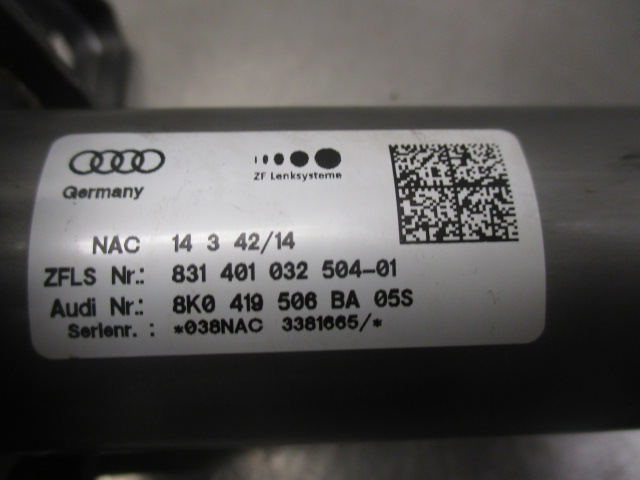 Germany
ZF Lenksysteme
NAC 14 3 42/14
ZFLS Nr.: 831 401 032 504-01
Audi Nr.: 8K0 419 506 BA 05S
Serienr. : *038NAC 3381665/*